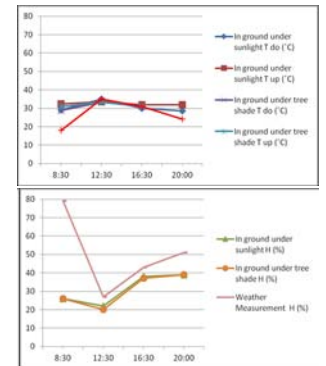 80
70
60
50
40
30
20
10
0
8:30 12:30 16:30 20:00
In ground under
sunlight T do (˚C)
In ground under
sunlight T up (˚C)
In ground under tree
shade T do (˚C)
In ground under tree
shade T up (˚C)
80
70
60
50
40
30
20
10
0
8:30 12:30 16:30 20:00
In ground under
sunlight H (%)
In ground under tree
shade H (%)
Weather
Measurement H (%)